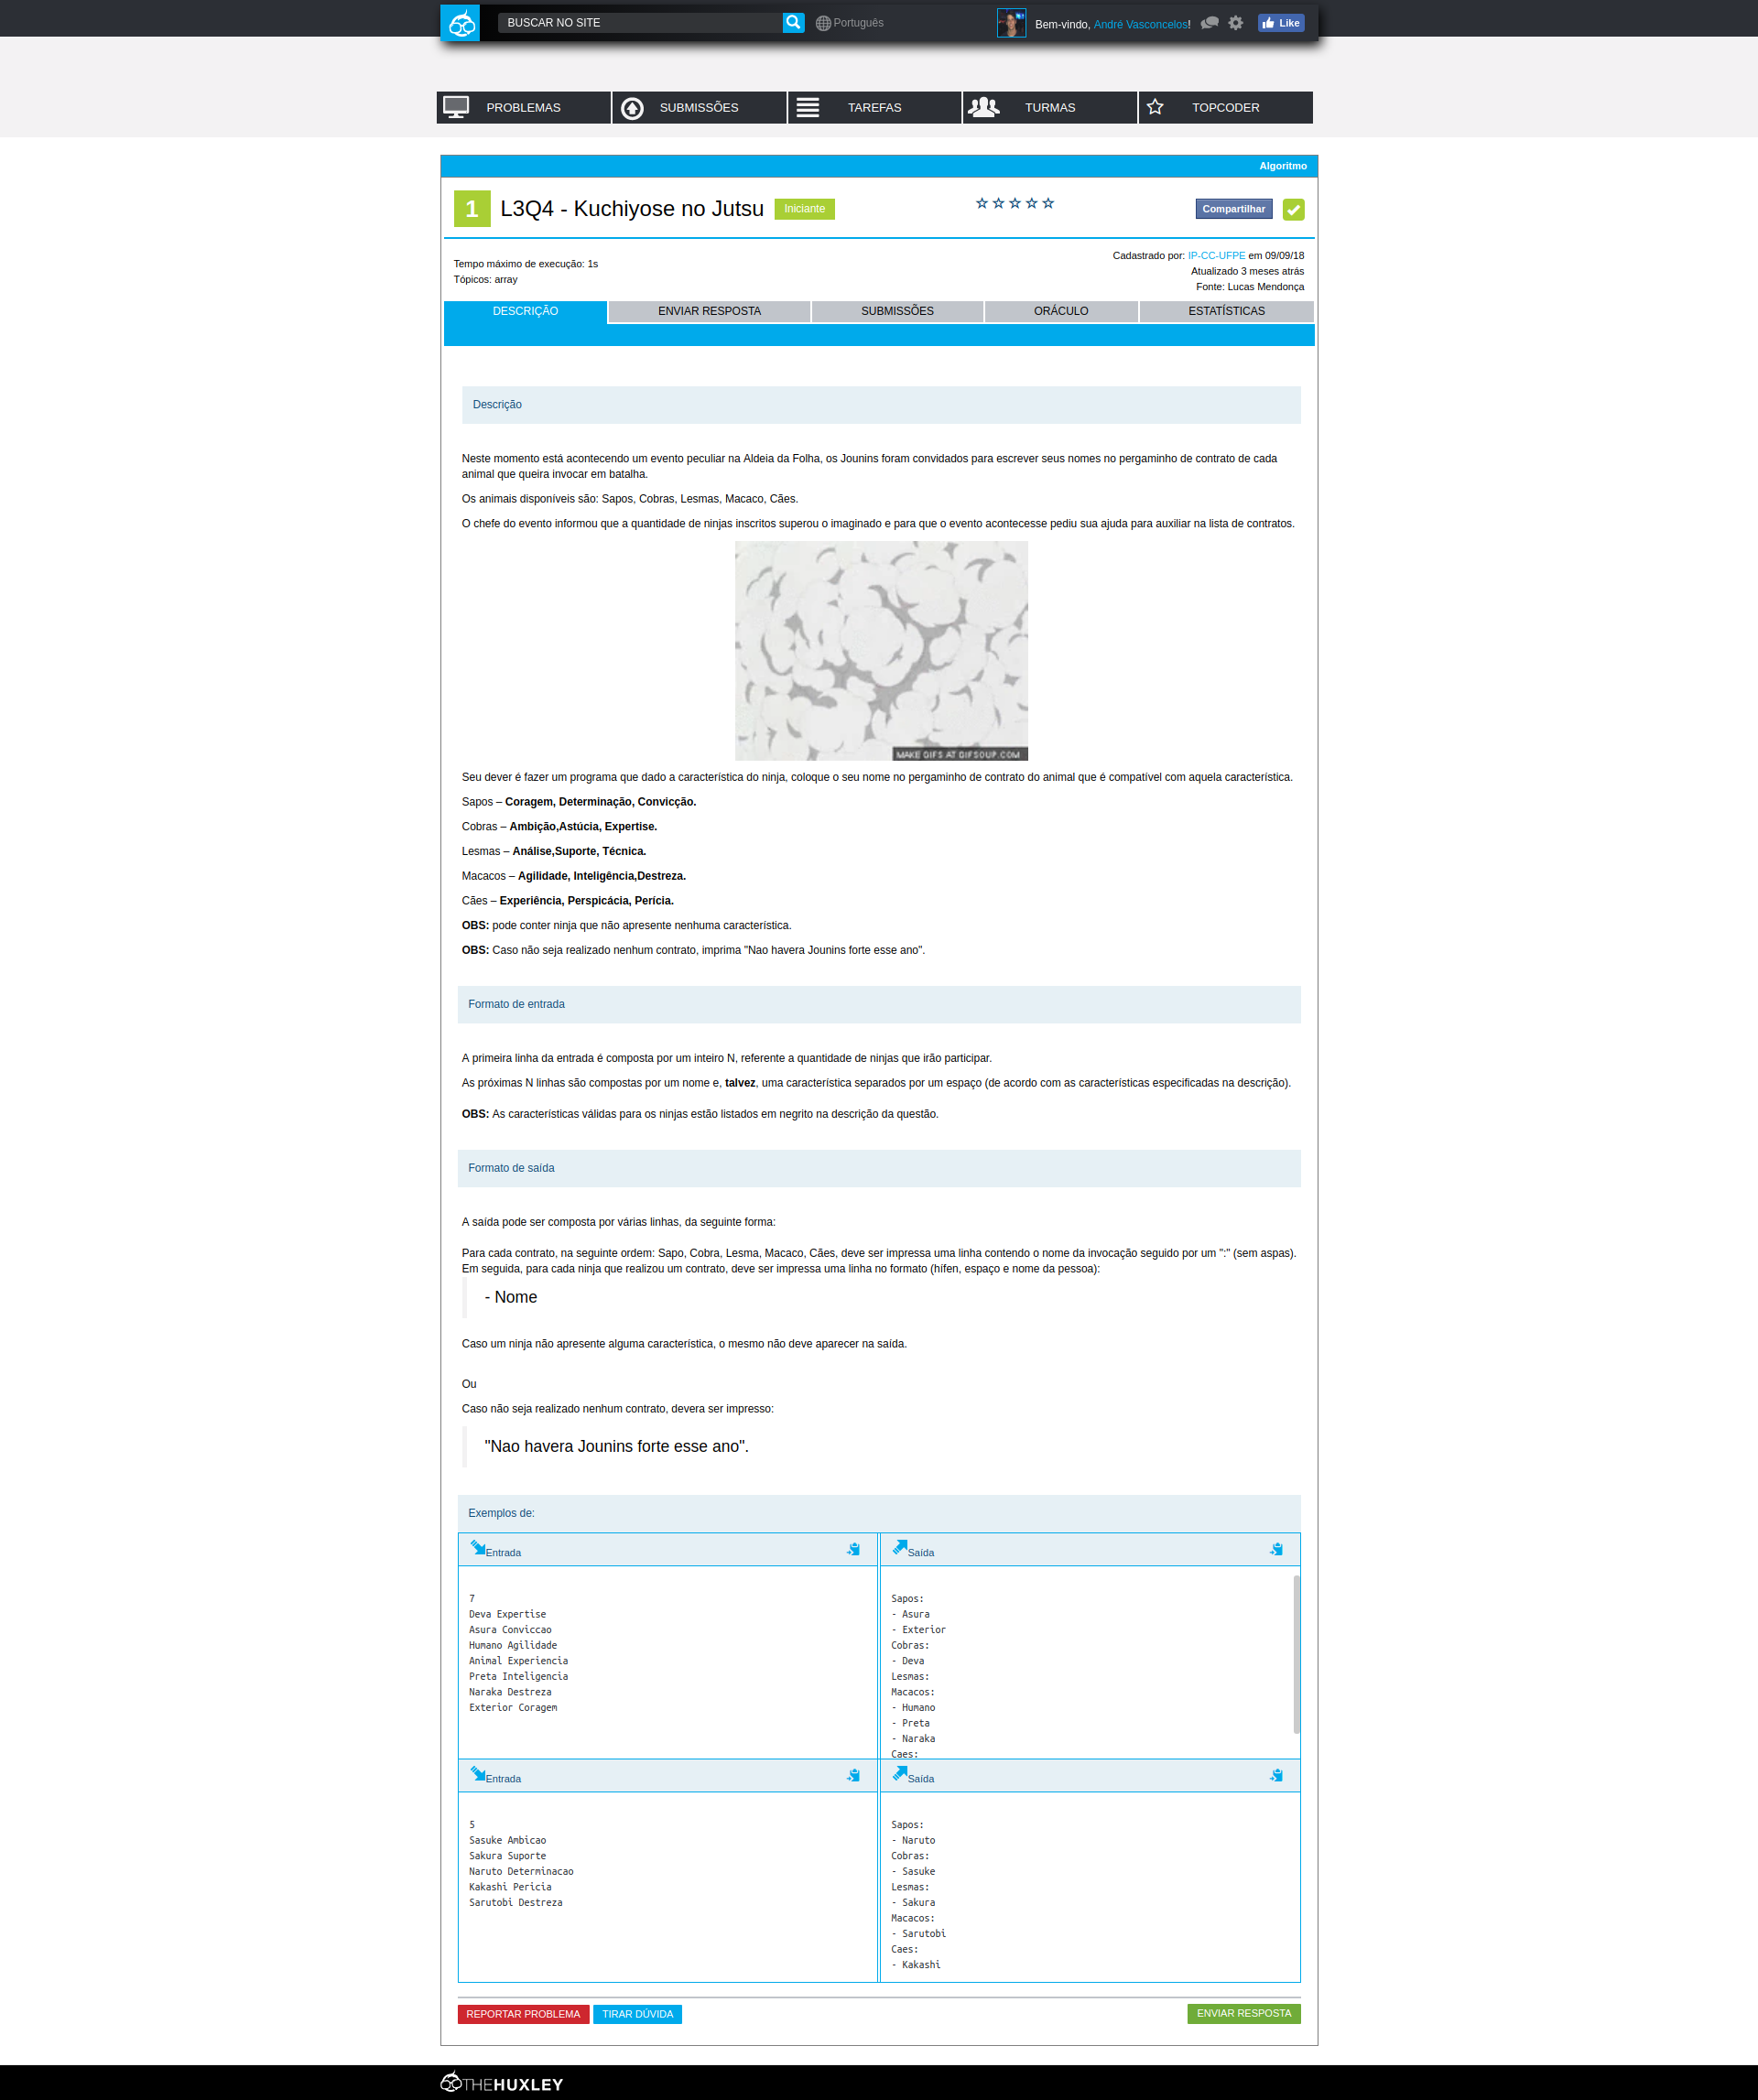 BUSCAR NO SITE
Português
Bem-vindo, André Vasconcelos!
Like
PROBLEMAS
SUBMISSÕES
TAREFAS
TURMAS
TOPCODER
Algoritmo
1
L3Q4 - Kuchiyose no Jutsu
Iniciante
Compartilhar
Tempo máximo de execução: 1s
Tópicos: array
Cadastrado por: IP-CC-UFPE em 09/09/18
Atualizado 3 meses atrás
Fonte: Lucas Mendonça
DESCRIÇÃO
ENVIAR RESPOSTA
SUBMISSÕES
ORÁCULO
ESTATÍSTICAS
Descrição
Neste momento está acontecendo um evento peculiar na Aldeia da Folha, os Jounins foram convidados para escrever seus nomes no pergaminho de contrato de cada
animal que queira invocar em batalha.
Os animais disponíveis são: Sapos, Cobras, Lesmas, Macaco, Cães.
O chefe do evento informou que a quantidade de ninjas inscritos superou o imaginado e para que o evento acontecesse pediu sua ajuda para auxiliar na lista de contratos.
MAKE GIFS AT GIFSOUP.COM
Seu dever é fazer um programa que dado a característica do ninja, coloque o seu nome no pergaminho de contrato do animal que é compatível com aquela característica.
Sapos – Coragem, Determinação, Convicção.
Cobras – Ambição,Astúcia, Expertise.
Lesmas – Análise,Suporte, Técnica.
Macacos – Agilidade, Inteligência,Destreza.
Cães – Experiência, Perspicácia, Perícia.
OBS: pode conter ninja que não apresente nenhuma característica.
OBS: Caso não seja realizado nenhum contrato, imprima "Nao havera Jounins forte esse ano".
Formato de entrada
A primeira linha da entrada é composta por um inteiro N, referente a quantidade de ninjas que irão participar.
As próximas N linhas são compostas por um nome e, talvez, uma característica separados por um espaço (de acordo com as características especificadas na descrição).
OBS: As características válidas para os ninjas estão listados em negrito na descrição da questão.
Formato de saída
A saída pode ser composta por várias linhas, da seguinte forma:
Para cada contrato, na seguinte ordem: Sapo, Cobra, Lesma, Macaco, Cães, deve ser impressa uma linha contendo o nome da invocação seguido por um ":" (sem aspas).
Em seguida, para cada ninja que realizou um contrato, deve ser impressa uma linha no formato (hífen, espaço e nome da pessoa):
- Nome
Caso um ninja não apresente alguma característica, o mesmo não deve aparecer na saída.
Ou
Caso não seja realizado nenhum contrato, devera ser impresso:
"Nao havera Jounins forte esse ano".
Exemplos de:
Entrada
7
Deva Expertise
Asura Conviccao
Humano Agilidade
Animal Experiencia
Preta Inteligencia
Naraka Destreza
Exterior Coragem
Saída
Sapos:
- Asura
- Exterior
Cobras:
- Deva
Lesmas:
Macacos:
- Humano
- Preta
- Naraka
Caes:
Entrada
5
Sasuke Ambicao
Sakura Suporte
Naruto Determinacao
Kakashi Pericia
Sarutobi Destreza
Saída
Sapos:
- Naruto
Cobras:
- Sasuke
Lesmas:
- Sakura
Macacos:
- Sarutobi
Caes:
- Kakashi
REPORTAR PROBLEMA
TIRAR DÚVIDA
ENVIAR RESPOSTA
THEHUXLEY